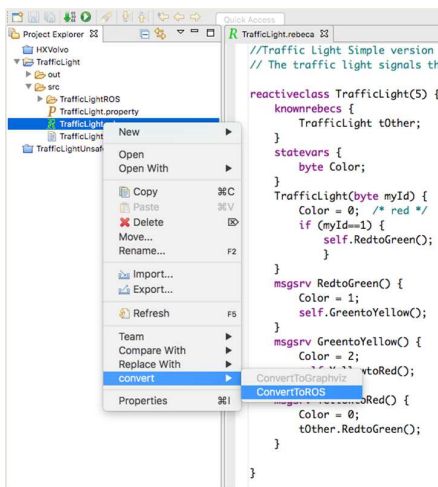 Quick Access
Project Explorer
HXVolvo
TrafficLight
out
src
TrafficLightROS
TrafficLight.property
TrafficLight
TrafficLight
TrafficLightUnsaf
New
Open
Open With
Copy ⌘C
Paste ⌘V
Delete ⌦
Move...
Rename... F2
Import...
Export...
Refresh F5
Team
Compare With
Replace With
convert
Properties ⌘I
ConvertToGraphviz
ConvertToROS
TrafficLight.rebeca
//Traffic Light Simple version
// The traffic light signals th
reactiveclass TrafficLight(5) {
knownrebecs {
TrafficLight tOther;
}
statevars {
byte Color;
}
TrafficLight(byte myId) {
Color = 0; /* red */
if (myId==1) {
self.RedtoGreen();
}
}
msgsrv RedtoGreen() {
Color = 1;
self.GreentoYellow();
}
msgsrv GreentoYellow() {
Color = 2;
wtoRed();
oRed() {
Color = 0;
tOther.RedtoGreen();
}
}